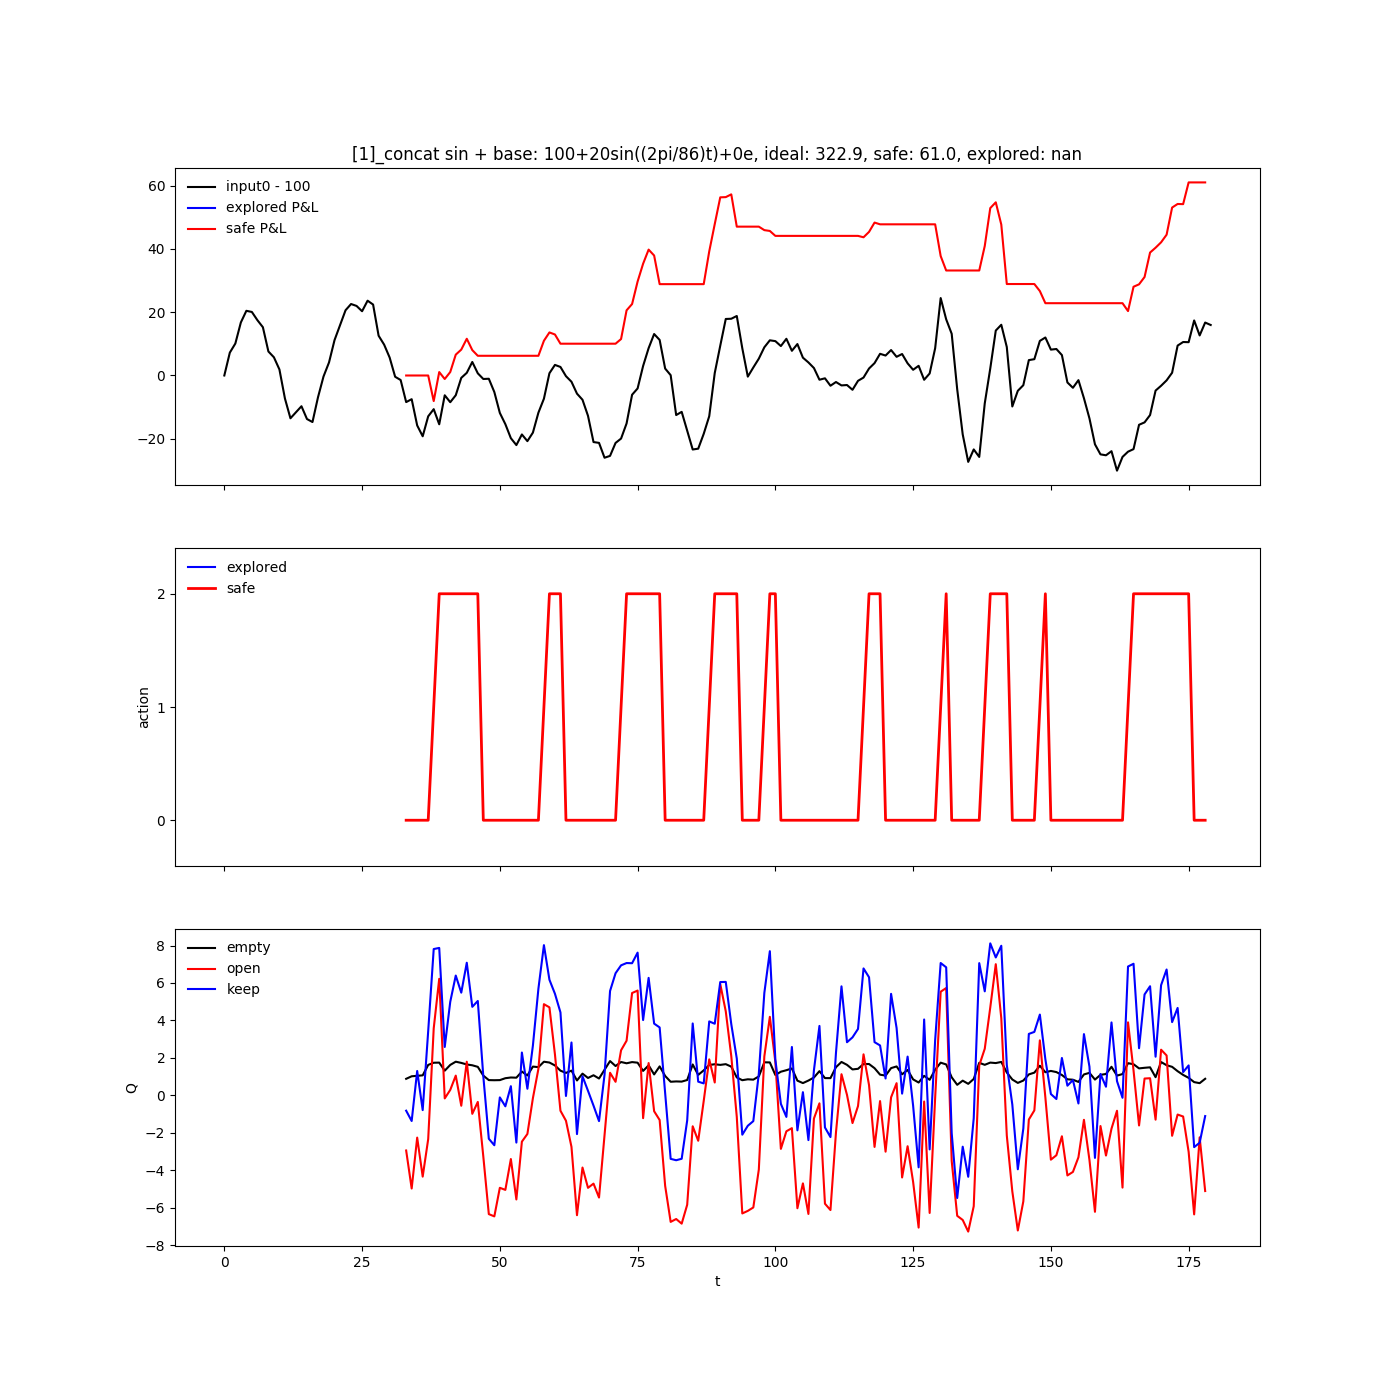 [1]_concat sin + base: 100+20sin((2pi/86)t)+0e, ideal: 322.9, safe: 61.0, explored: nan
input0 - 100
explored P&L
safe P&L
60
40
20
0
−20
explored
safe
2
1
0
action
empty
open
keep
8
6
4
2
0
−2
−4
−6
−8
Q
0 25 50 75 100 125 150 175
t